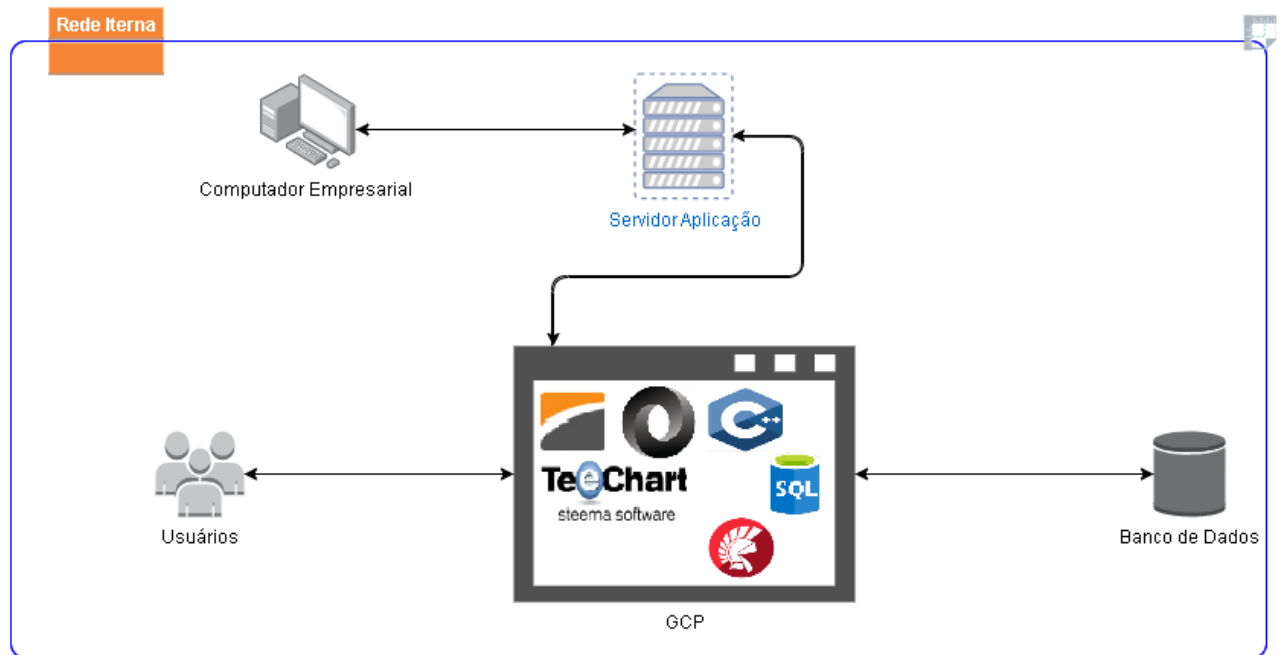 Rede Iterna
Computador Empresarial
Servidor Aplicação
C++
TeeChart
steema software
SQL
Usuários
Banco de Dados
GCP